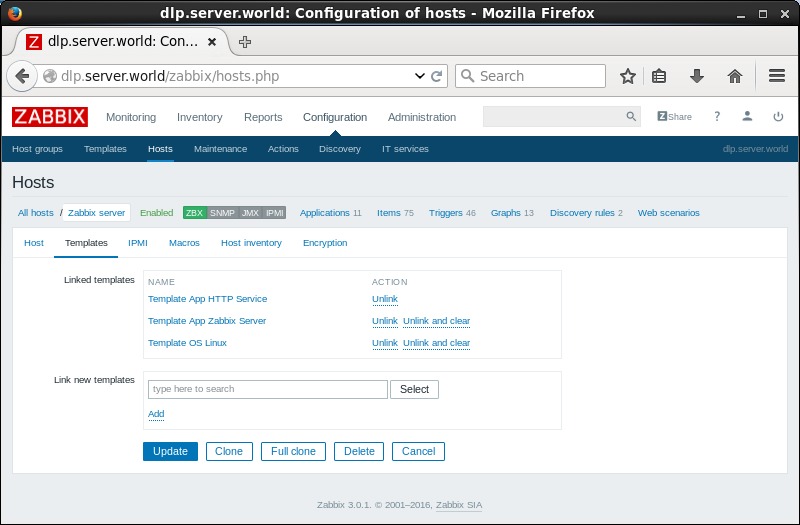 dlp.server.world: Configuration of hosts - Mozilla Firefox
dlp.server.world: Con...
dlp.server.world/zabbix/hosts.php
Search
ZABBIX Monitoring Inventory Reports Configuration Administration Z Share ?
Host groups Templates Hosts Maintenance Actions Discovery IT services dlp.server.world
Hosts
All hosts / Zabbix server Enabled ZBX SNMP JMX IPMI Applications 11 Items 75 Triggers 46 Graphs 13 Discovery rules 2 Web scenarios
Host Templates IPMI Macros Host inventory Encryption
Linked templates NAME ACTION
Template App HTTP Service Unlink
Template App Zabbix Server Unlink Unlink and clear
Template OS Linux Unlink Unlink and clear
Link new templates type here to search Select
Add
Update Clone Full clone Delete Cancel
Zabbix 3.0.1. © 2001–2016, Zabbix SIA